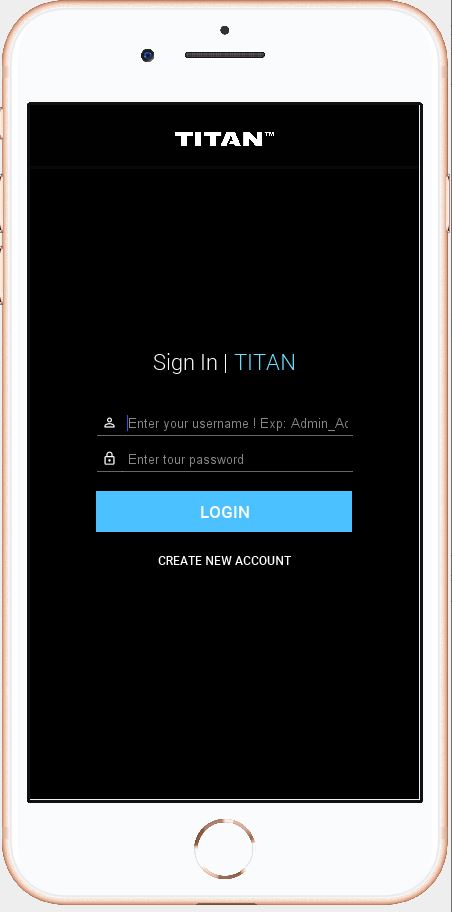 TITAN™
Sign In | TITAN
Enter your username ! Exp: Admin_Ac
Enter tour password
LOGIN
CREATE NEW ACCOUNT